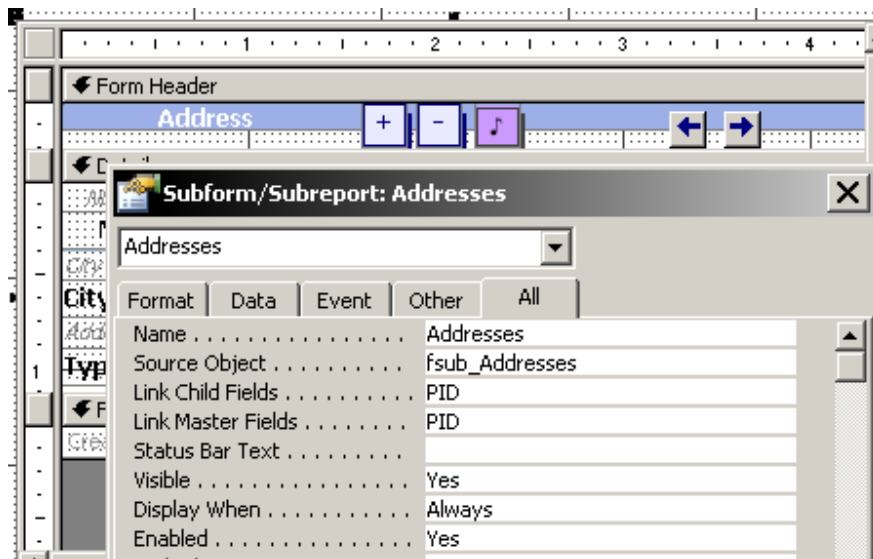 1 2 3 4
Form Header
Address + -
Subform/Subreport: Addresses
Addresses
Format Data Event Other All
City
Name . . . . . . . . . . . . . . . . . Addresses
Source Object . . . . . . . . . . . fsub_Addresses
1 Typ
Link Child Fields . . . . . . . . . . PID
Link Master Fields . . . . . . . . PID
Status Bar Text . . . . . . . . .
Visible . . . . . . . . . . . . . . . . Yes
Display When . . . . . . . . . . . Always
Enabled . . . . . . . . . . . . . . . . Yes